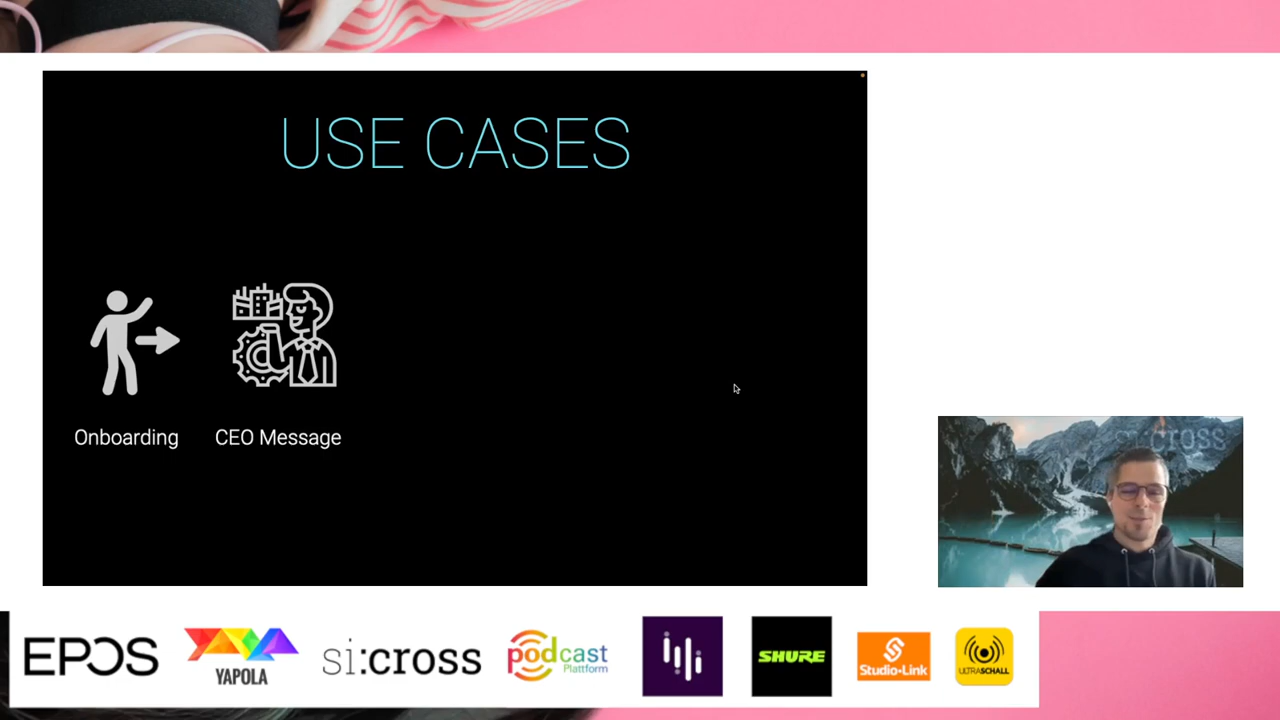 USE CASES
Onboarding
CEO Message
si:cross
EPOS
YAPOLA
si:cross
podcast
Plattform
SHURE
Studio-Link
ULTRASCHALL